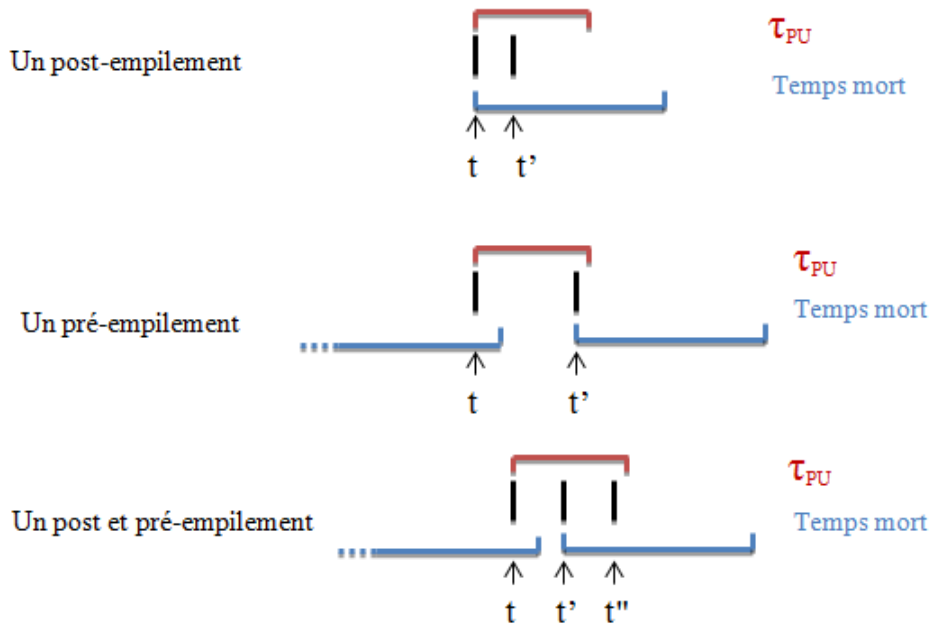 τPU
Un post-empilement
Temps mort
t t’
τPU
Un pré-empilement
Temps mort
t t’
τPU
Un post et pré-empilement
Temps mort
t t’ t"